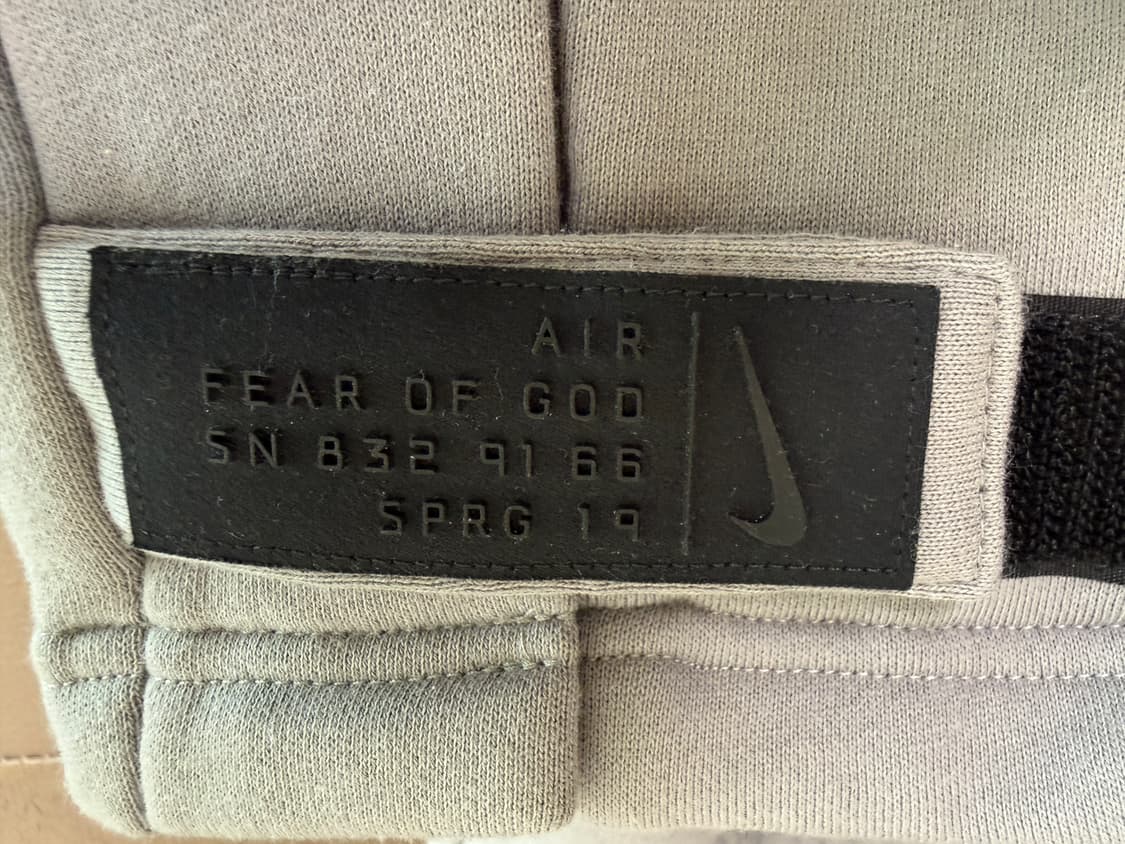 AIR
FEAR OF GOD
SN 832 91 66
SPRG 19